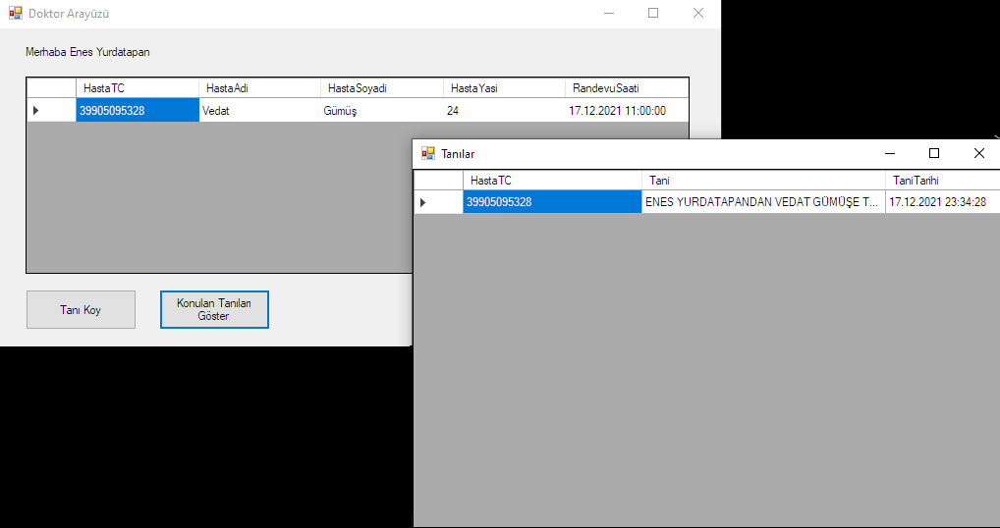 Doktor Arayüzü
Merhaba Enes Yurdatapan
HastaTC HastaAdi HastaSoyadi HastaYasi RandevuSaati
39905095328 Vedat Gümüş 24 17.12.2021 11:00:00
Tanı Koy
Konulan Tanıları
Göster
Tanılar
HastaTC Tani TaniTarihi
39905095328 ENES YURDATAPANDAN VEDAT GÜMÜŞE T... 17.12.2021 23:34:28